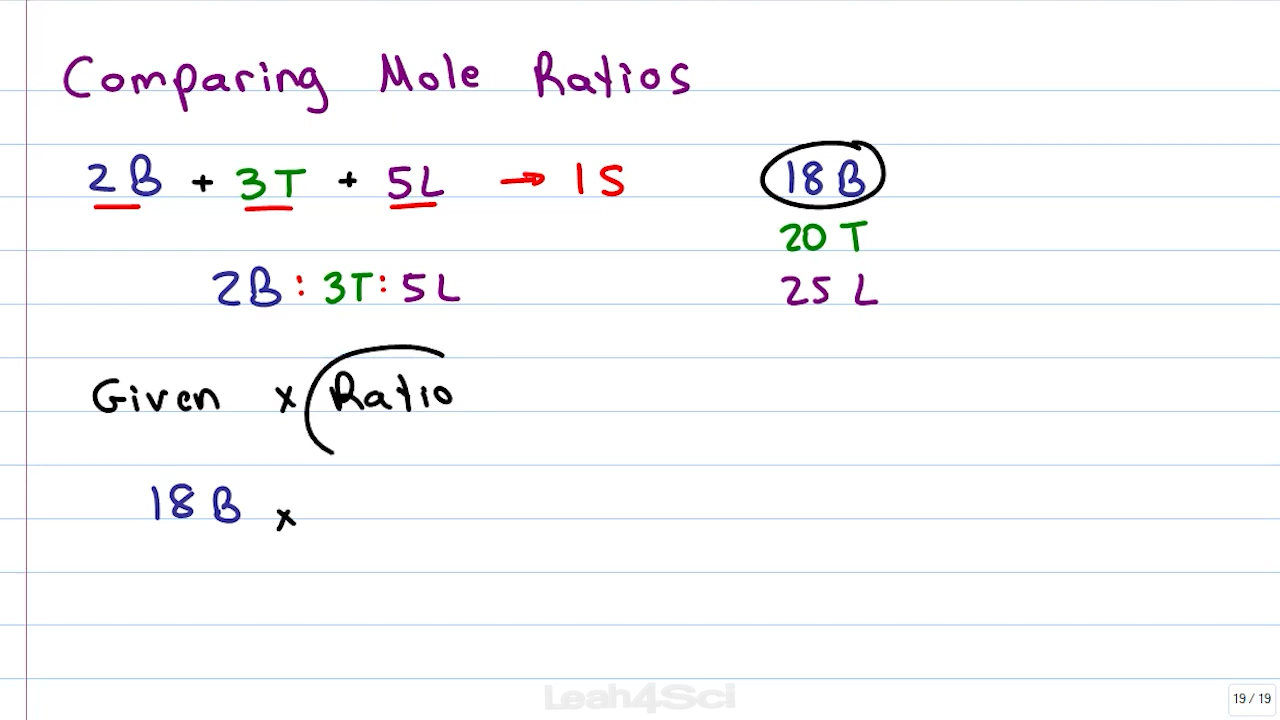 Comparing Mole Ratios
2B + 3T + 5L → 1S
18B
20 T
25 L
2B : 3T : 5L
Given x (Ratio
18 B x
Leah4Sci
19 / 19